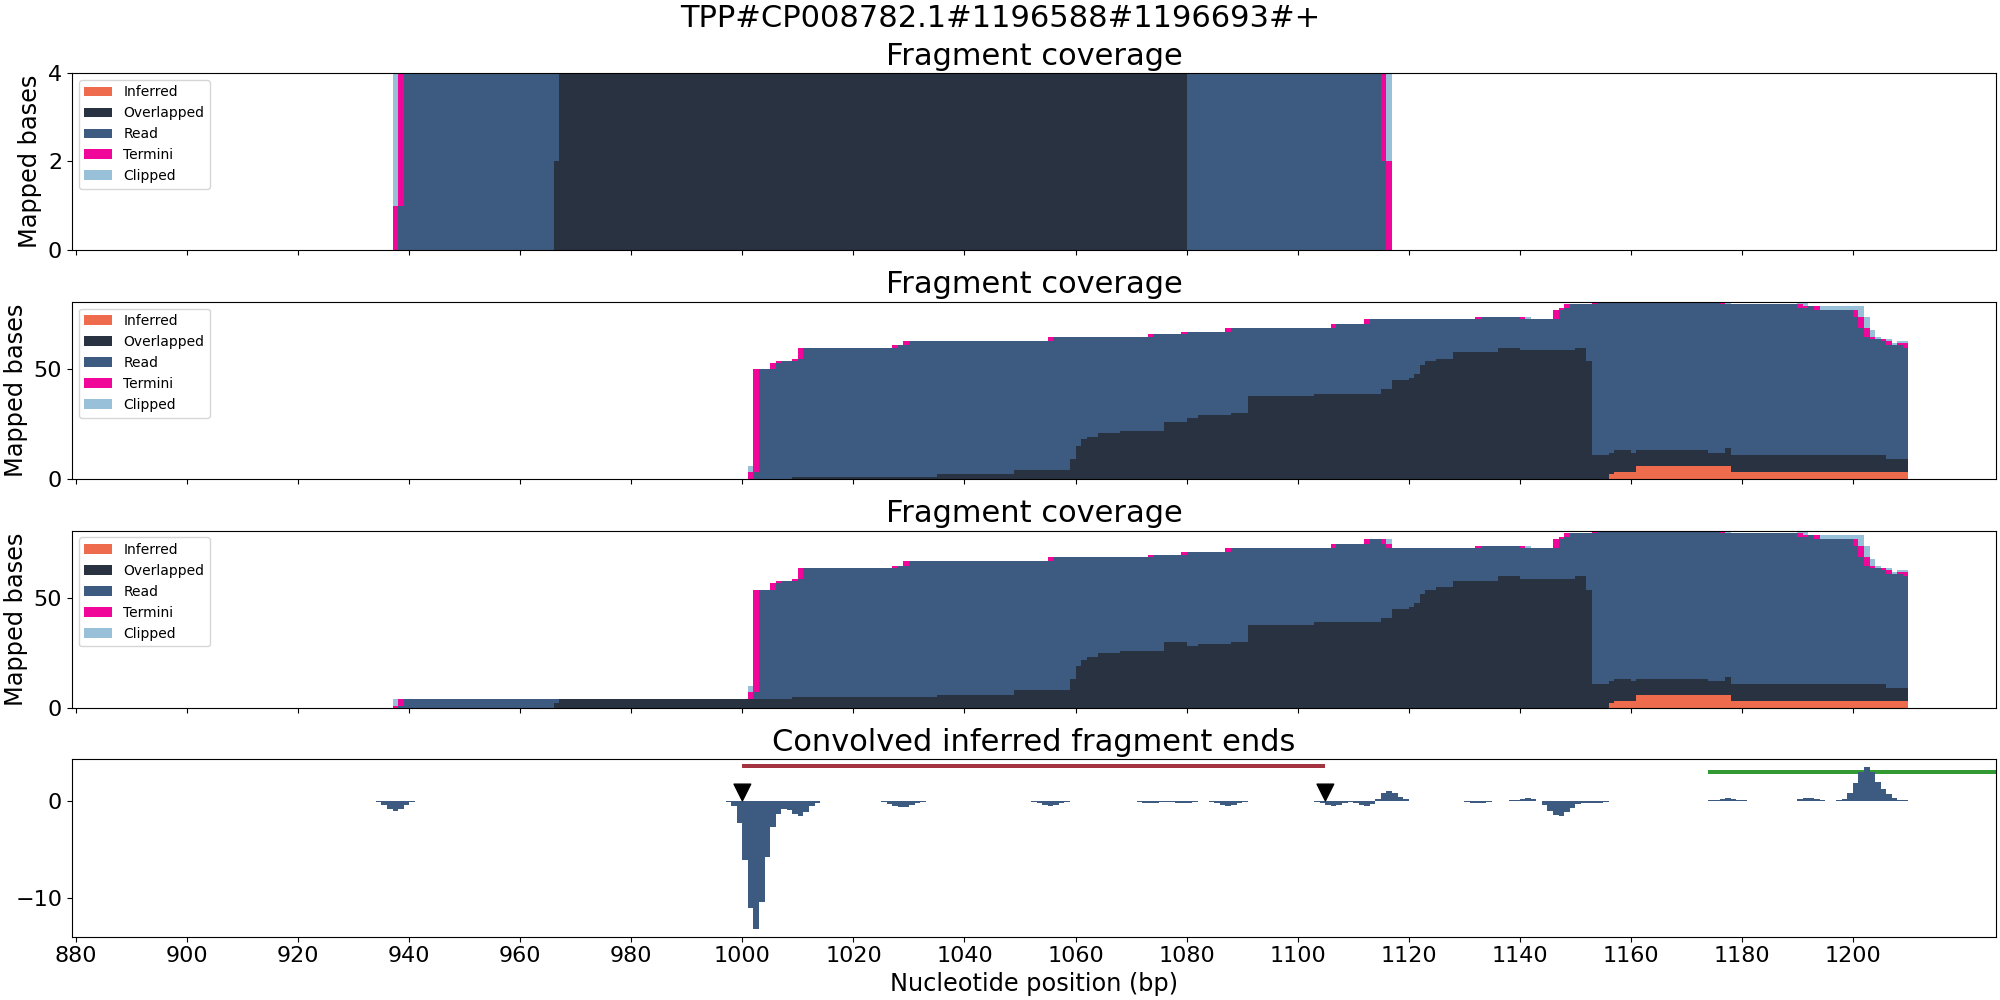 TPP#CP008782.1#1196588#1196693#+
Fragment coverage
Mapped bases
4
2
0
Inferred
Overlapped
Read
Termini
Clipped
Fragment coverage
Mapped bases
50
0
Inferred
Overlapped
Read
Termini
Clipped
Fragment coverage
Mapped bases
50
0
Inferred
Overlapped
Read
Termini
Clipped
Convolved inferred fragment ends
0
−10
880 900 920 940 960 980 1000 1020 1040 1060 1080 1100 1120 1140 1160 1180 1200
Nucleotide position (bp)